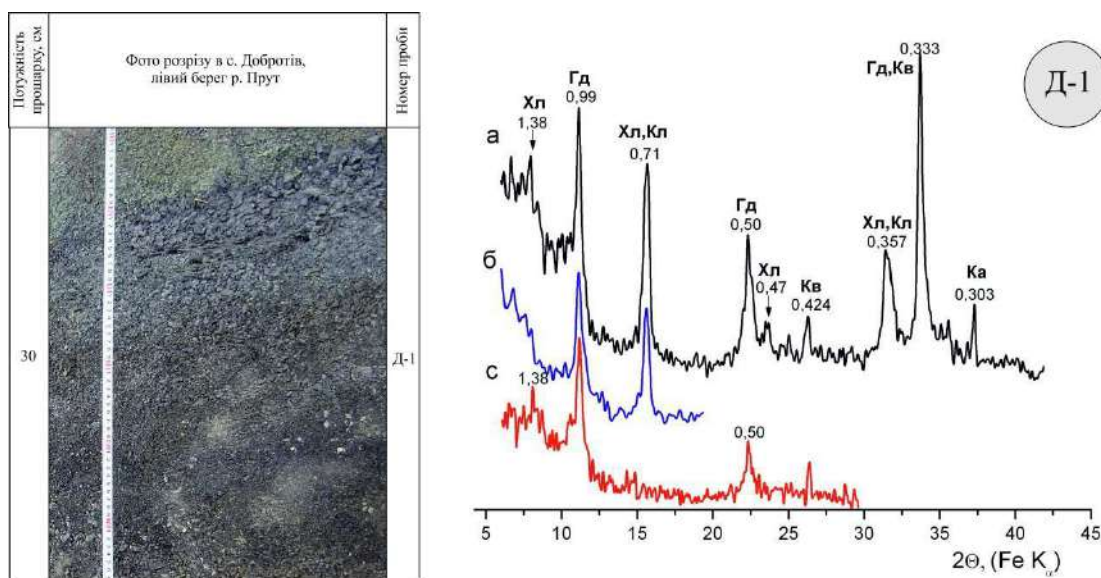 Потужність
прошарку, см
Фото розрізу в с. Добротів,
лівий берег р. Прут
Номер проби
30
Д-1
Д-1
0,333
Гд,Кв
Гд
0,99
Хл
1,38
а
Хл,Кл
0,71
Гд
0,50
Хл,Кл
0,357
Хл
0,47
Кв
0,424
Ка
0,303
б
с
1,38
0,50
5 10 15 20 25 30 35 40 45
2Θ, (Fe Kα)